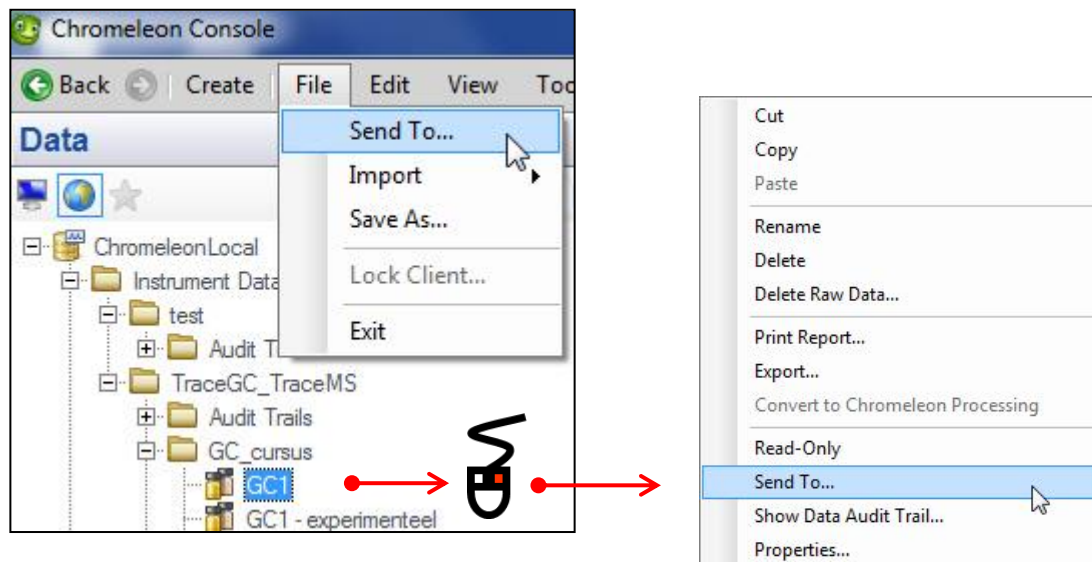 Chromeleon Console
Back Create File Edit View
Data
Send To...
Import
Save As...
Lock Client...
Exit
ChromeleonLocal
Instrument Data
test
Audit
TraceGC_TraceMS
Audit Trails
GC_cursus
GC1
GC1 - experimenteel
Cut
Copy
Paste
Rename
Delete
Delete Raw Data...
Print Report...
Export...
Convert to Chromeleon Processing
Read-Only
Send To...
Show Data Audit Trail...
Properties...